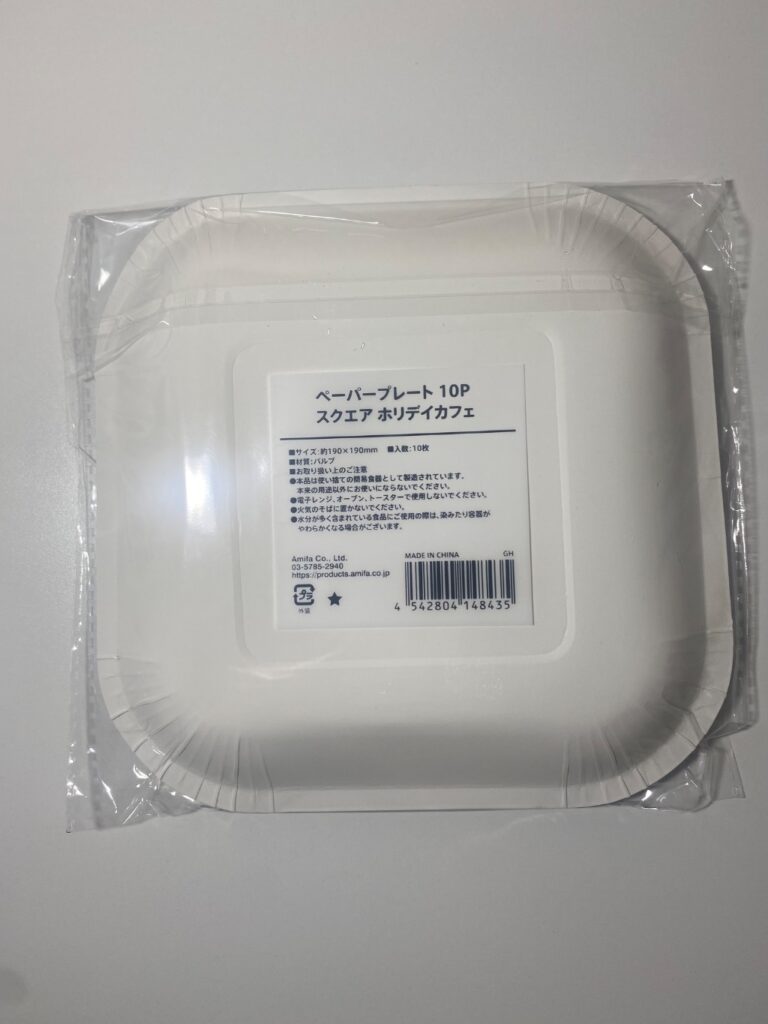 ペーパープレート 10P
スクエア ホリデイカフェ
■サイズ:約190×190mm ■入数:10枚
■材質:パルプ
■お取り扱い上のご注意
●本品は使い捨ての簡易食器として製造されています。
本来の用途以外にお使いにならないでください。
●電子レンジ、オーブン、トースターで使用しないでください。
●火気のそばに置かないでください。
●水分が多く含まれている食品にご使用の際は、染みたり容器が
やわらかくなる場合がございます。
Amifa Co., Ltd.
03-5785-2940
https://products.amifa.co.jp
プラ
外装
MADE IN CHINA GH
4 542804 148435